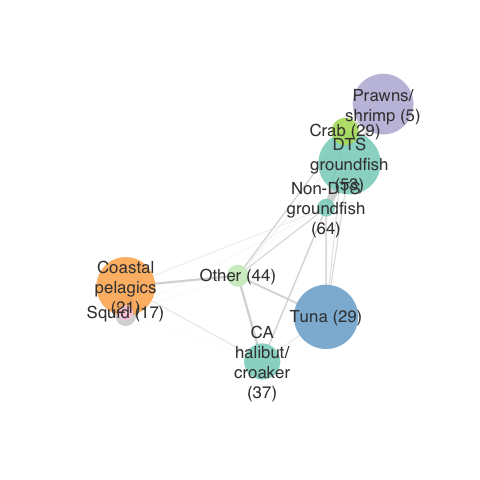 Prawns/
shrimp (5)
Crab (29)
DTS
groundfish
(53)
Non-DTS
groundfish
(64)
Coastal
pelagics
(21)
Other (44)
Squid (17)
Tuna (29)
CA
halibut/
croaker
(37)